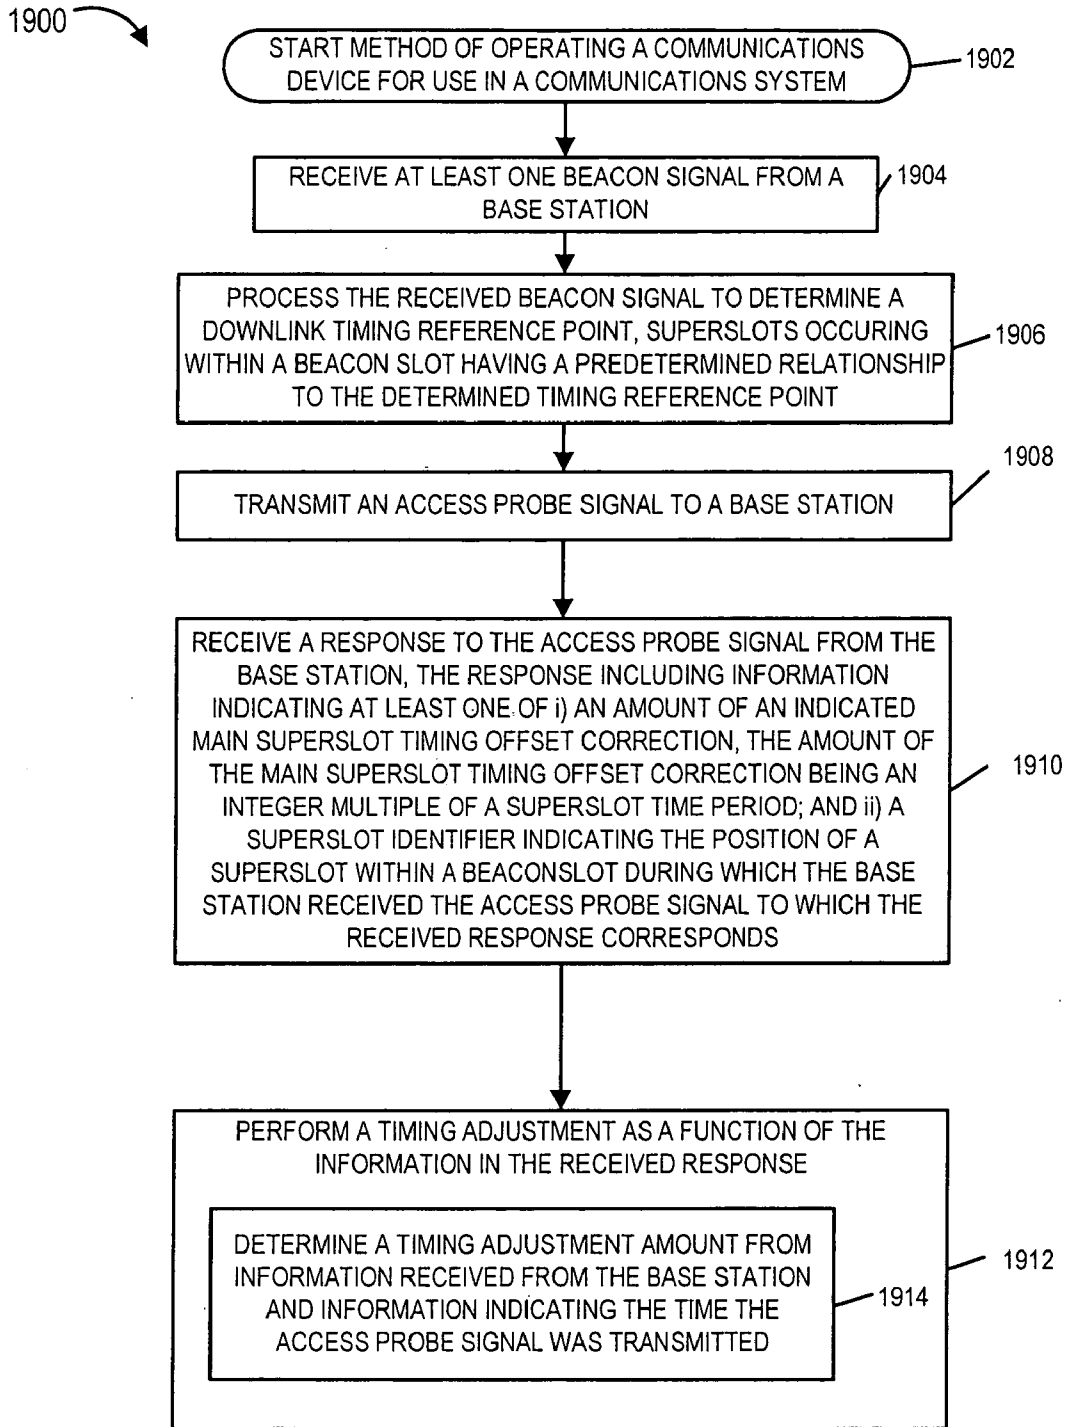 1900
START METHOD OF OPERATING A COMMUNICATIONS
DEVICE FOR USE IN A COMMUNICATIONS SYSTEM
1902
RECEIVE AT LEAST ONE BEACON SIGNAL FROM A
BASE STATION
1904
PROCESS THE RECEIVED BEACON SIGNAL TO DETERMINE A
DOWNLINK TIMING REFERENCE POINT, SUPERSLOTS OCCURING
WITHIN A BEACON SLOT HAVING A PREDETERMINED RELATIONSHIP
TO THE DETERMINED TIMING REFERENCE POINT
1906
TRANSMIT AN ACCESS PROBE SIGNAL TO A BASE STATION
1908
RECEIVE A RESPONSE TO THE ACCESS PROBE SIGNAL FROM THE
BASE STATION, THE RESPONSE INCLUDING INFORMATION
INDICATING AT LEAST ONE OF i) AN AMOUNT OF AN INDICATED
MAIN SUPERSLOT TIMING OFFSET CORRECTION, THE AMOUNT OF
THE MAIN SUPERSLOT TIMING OFFSET CORRECTION BEING AN
INTEGER MULTIPLE OF A SUPERSLOT TIME PERIOD; AND ii) A
SUPERSLOT IDENTIFIER INDICATING THE POSITION OF A
SUPERSLOT WITHIN A BEACONSLOT DURING WHICH THE BASE
STATION RECEIVED THE ACCESS PROBE SIGNAL TO WHICH THE
RECEIVED RESPONSE CORRESPONDS
1910
PERFORM A TIMING ADJUSTMENT AS A FUNCTION OF THE
INFORMATION IN THE RECEIVED RESPONSE
DETERMINE A TIMING ADJUSTMENT AMOUNT FROM
INFORMATION RECEIVED FROM THE BASE STATION
AND INFORMATION INDICATING THE TIME THE
ACCESS PROBE SIGNAL WAS TRANSMITTED
1914
1912